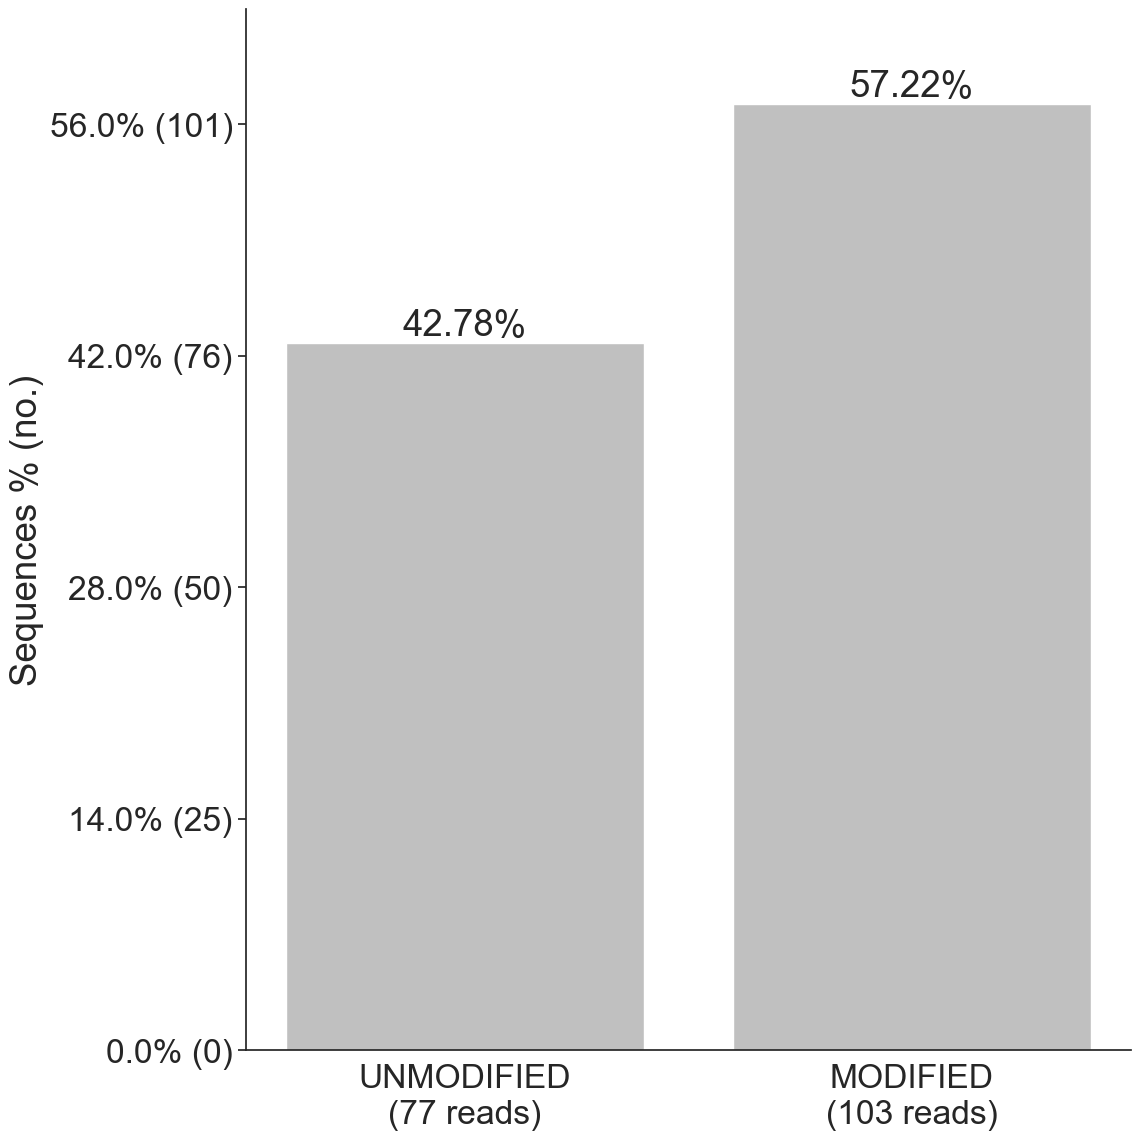 57.22%
56.0% (101)
42.78%
42.0% (76)
Sequences % (no.)
28.0% (50)
14.0% (25)
0.0% (0)
UNMODIFIED
(77 reads)
MODIFIED
(103 reads)